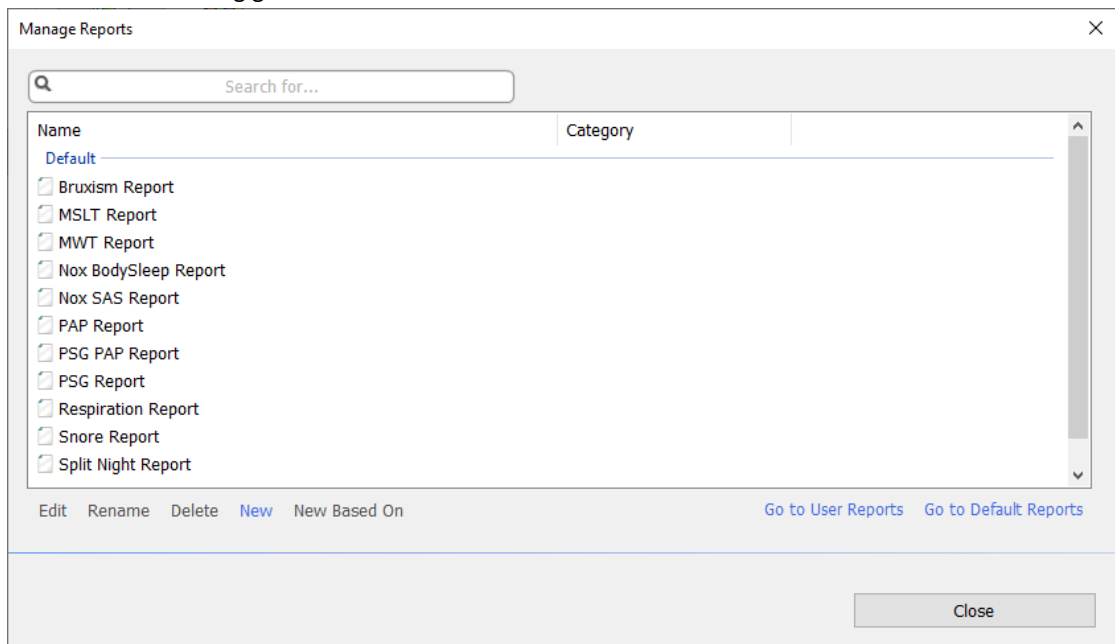 Manage Reports
Search for...
Name Category
Default
Bruxism Report
MSLT Report
MWT Report
Nox BodySleep Report
Nox SAS Report
PAP Report
PSG PAP Report
PSG Report
Respiration Report
Snore Report
Split Night Report
Edit Rename Delete New New Based On Go to User Reports Go to Default Reports
Close